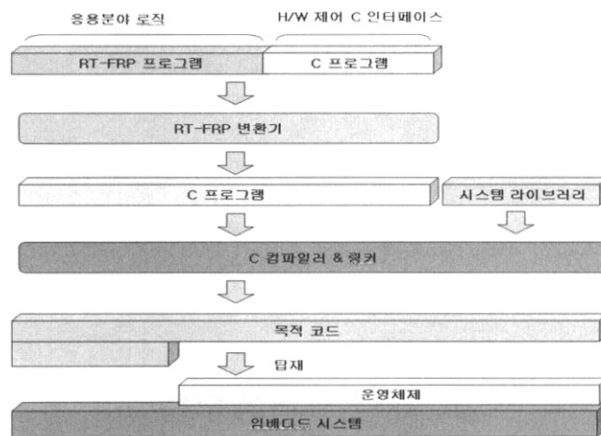 응용분야 로직
H/W 제어 C 인터페이스
RT-FRP 프로그램
C 프로그램
RT-FRP 변환기
C 프로그램
시스템 라이브러리
C 컴파일러 & 링커
목적 코드
탑재
운영체제
임베디드 시스템